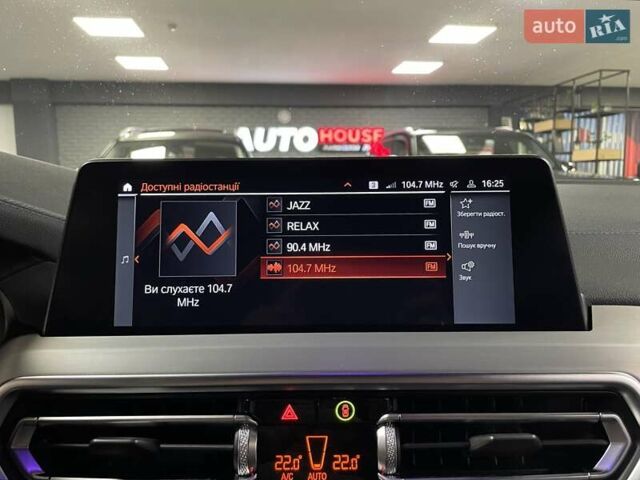 auto RIA.com
AUTO HOUSE
Доступні радіостанції
104.7 MHz 16:25
JAZZ FM
RELAX FM
90.4 MHz FM
104.7 MHz FM
Ви слухаєте 104.7
MHz
Зберегти радіост.
Пошук вручну
Звук
22.0° 22.0°
A/C AUTO